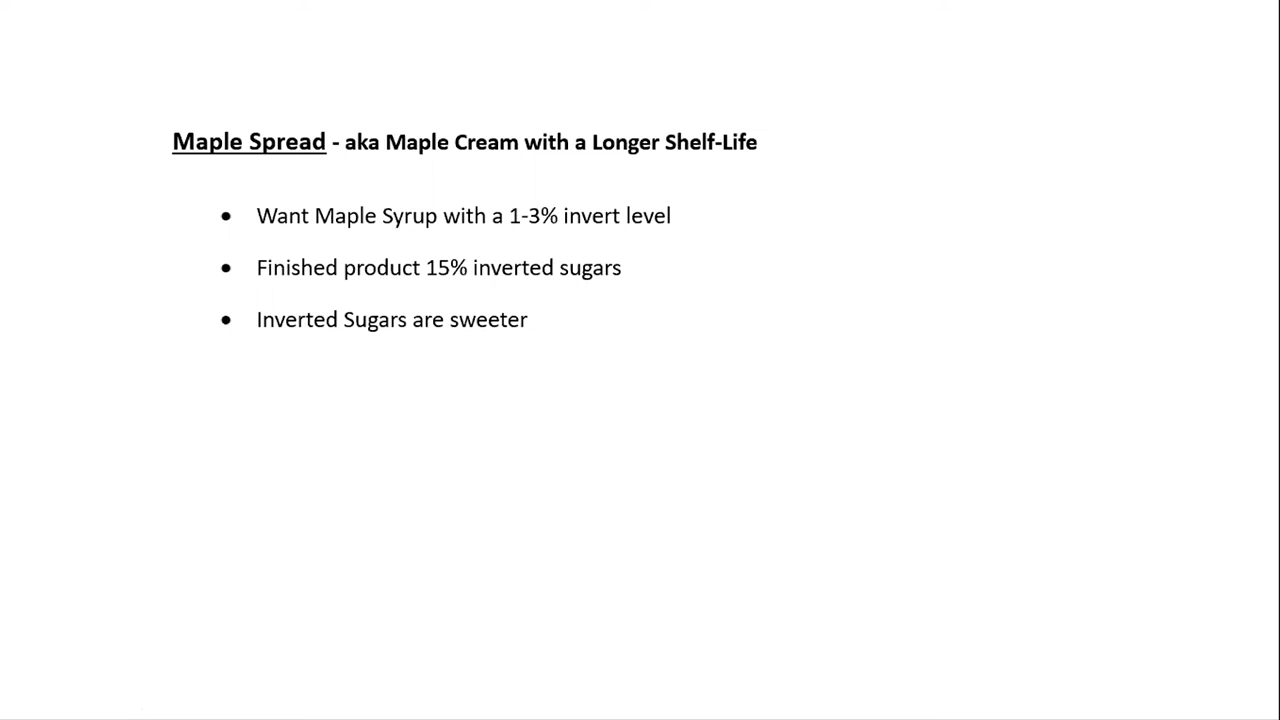 Maple Spread - aka Maple Cream with a Longer Shelf-Life
• Want Maple Syrup with a 1-3% invert level
• Finished product 15% inverted sugars
• Inverted Sugars are sweeter